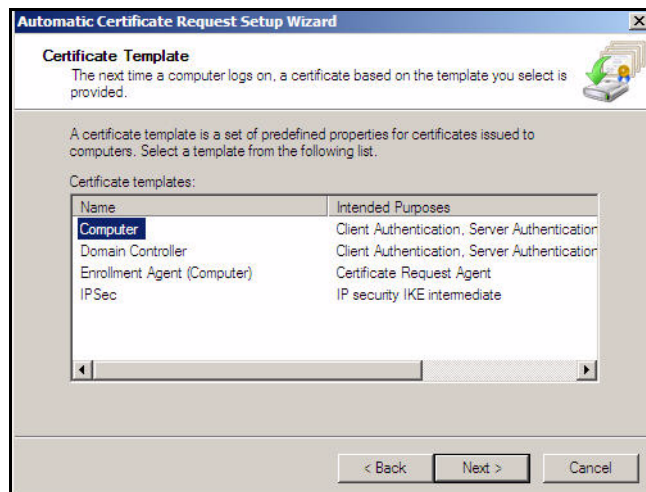 Automatic Certificate Request Setup Wizard
Certificate Template
The next time a computer logs on, a certificate based on the template you select is
provided.
A certificate template is a set of predefined properties for certificates issued to
computers. Select a template from the following list.
Certificate templates:
Name Intended Purposes
Computer Client Authentication, Server Authentication
Domain Controller Client Authentication, Server Authentication
Enrollment Agent (Computer) Certificate Request Agent
IPSec IP security IKE intermediate
< Back Next > Cancel